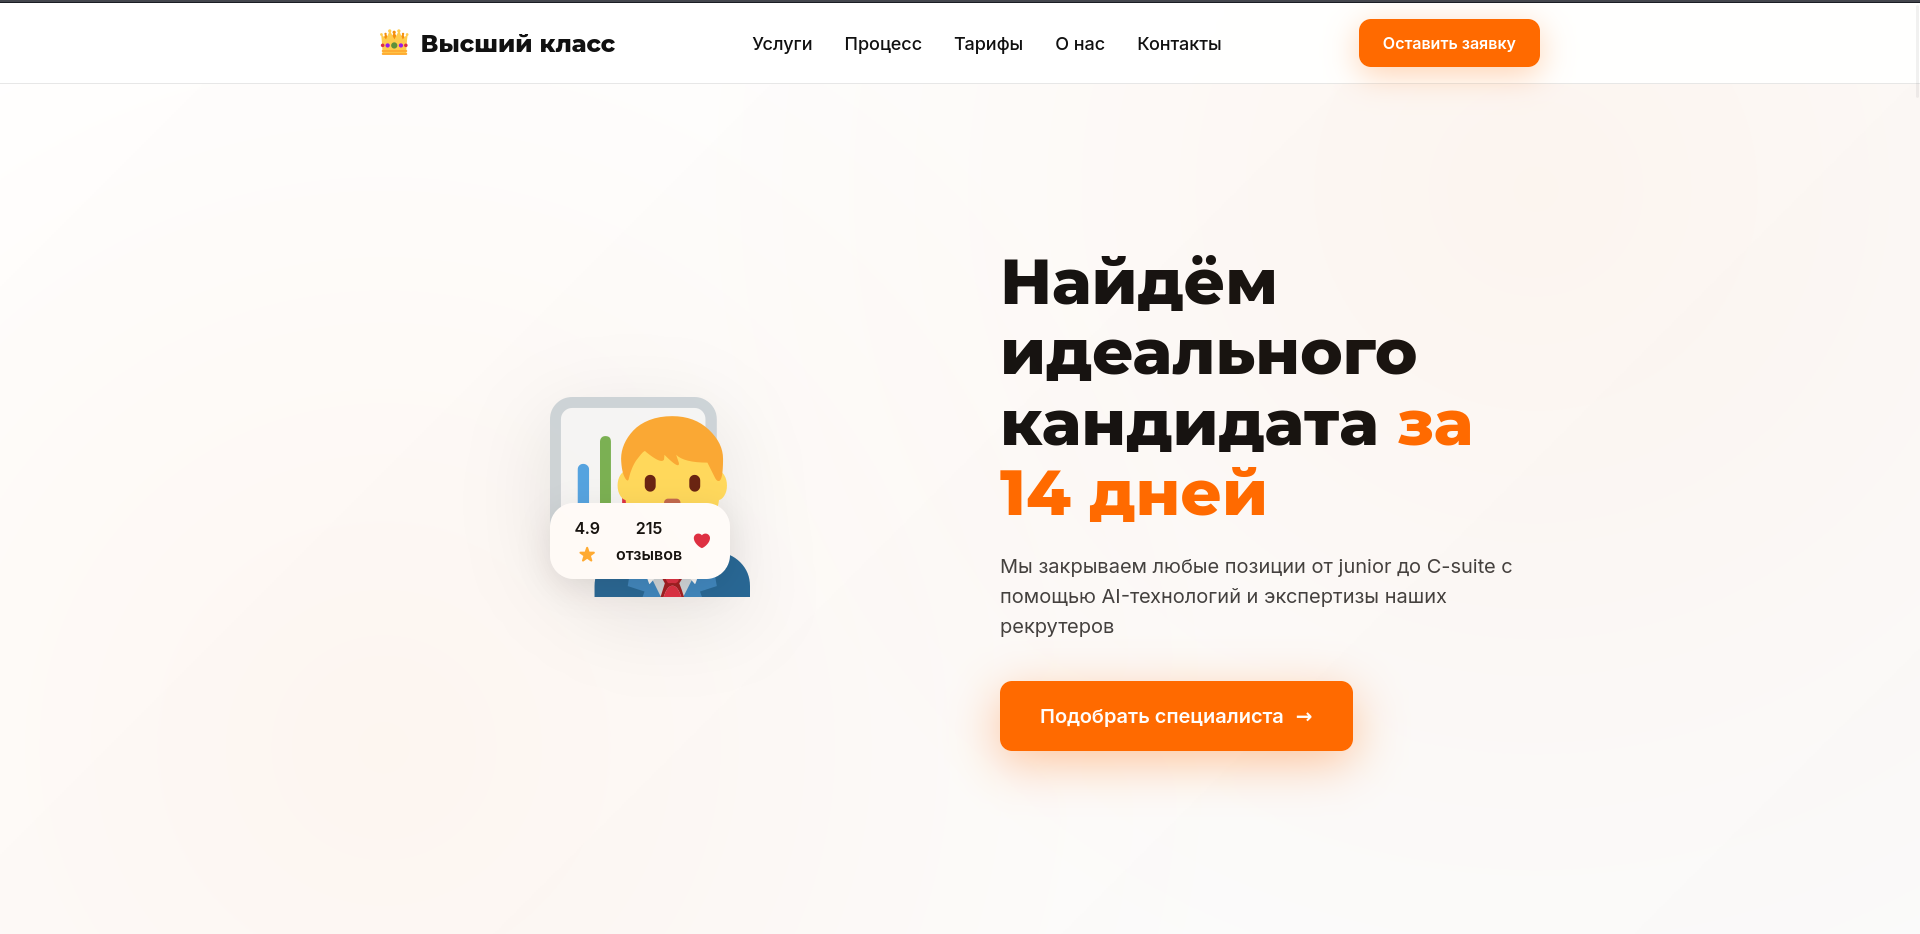 Высший класс
Услуги
Процесс
Тарифы
О нас
Контакты
Оставить заявку
4.9
215
отзывов
Найдём
идеального
кандидата за
14 дней
Мы закрываем любые позиции от junior до C-suite с
помощью AI-технологий и экспертизы наших
рекрутеров
Подобрать специалиста →